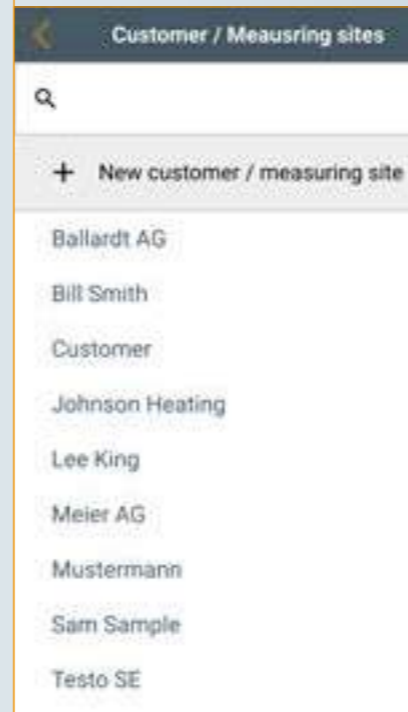 Customer / Meausring sites
New customer / measuring site
Ballardt AG
Bill Smith
Customer
Johnson Heating
Lee King
Meier AG
Mustermann
Sam Sample
Testo SE